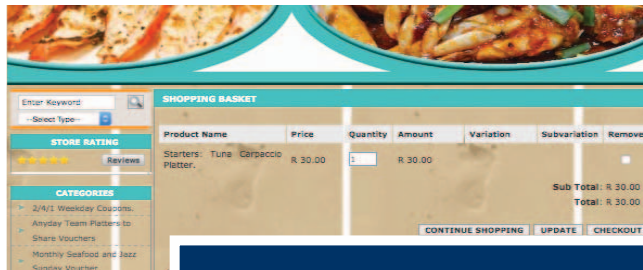 Enter Keyword
--Select Type--
STORE RATING
Reviews
CATEGORIES
2/4/1 Weekday Coupons.
Anyday Team Platters to
Share Vouchers
Monthly Seafood and Jazz
Sunday Voucher
SHOPPING BASKET
Product Name Price Quantity Amount Variation Subvariation Remove
Starters: Tuna Carpaccio
Platter. R 30.00 1 R 30.00
Sub Total: R 30.00
Total: R 30.00
CONTINUE SHOPPING UPDATE CHECKOUT